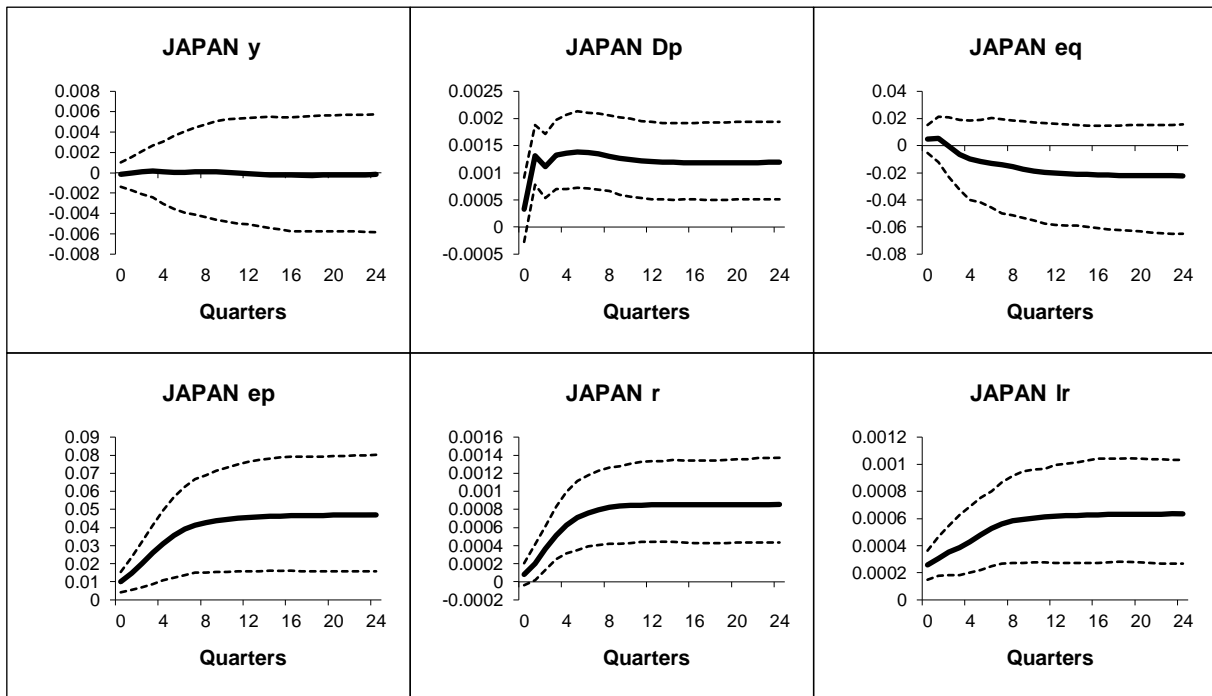 JAPAN y
0.008
0.006
0.004
0.002
0
-0.002
-0.004
-0.006
-0.008
0 4 8 12 16 20 24
Quarters
JAPAN Dp
0.0025
0.002
0.0015
0.001
0.0005
0
-0.0005
0 4 8 12 16 20 24
Quarters
JAPAN eq
0.04
0.02
0
-0.02
-0.04
-0.06
-0.08
0 4 8 12 16 20 24
Quarters
JAPAN ep
0.09
0.08
0.07
0.06
0.05
0.04
0.03
0.02
0.01
0
0 4 8 12 16 20 24
Quarters
JAPAN r
0.0016
0.0014
0.0012
0.001
0.0008
0.0006
0.0004
0.0002
0
-0.0002
0 4 8 12 16 20 24
Quarters
JAPAN lr
0.0012
0.001
0.0008
0.0006
0.0004
0.0002
0
0 4 8 12 16 20 24
Quarters